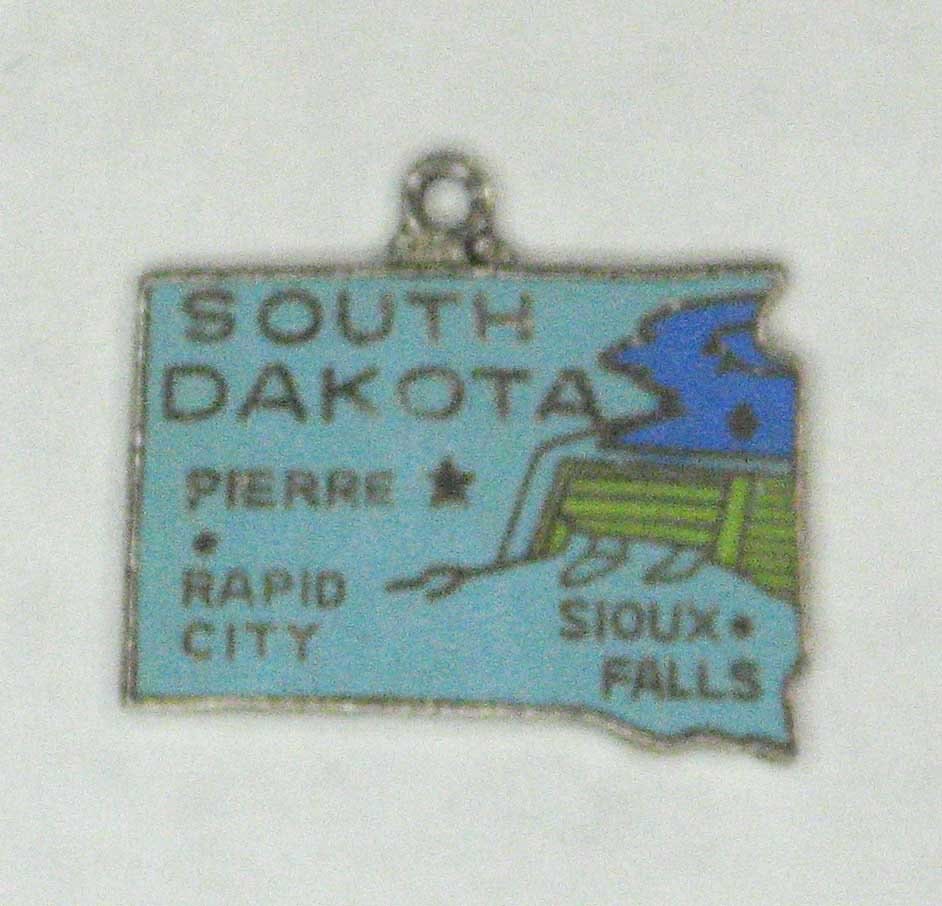 SOUTH
DAKOTA
PIERRE
RAPID
CITY
SIOUX
FALLS